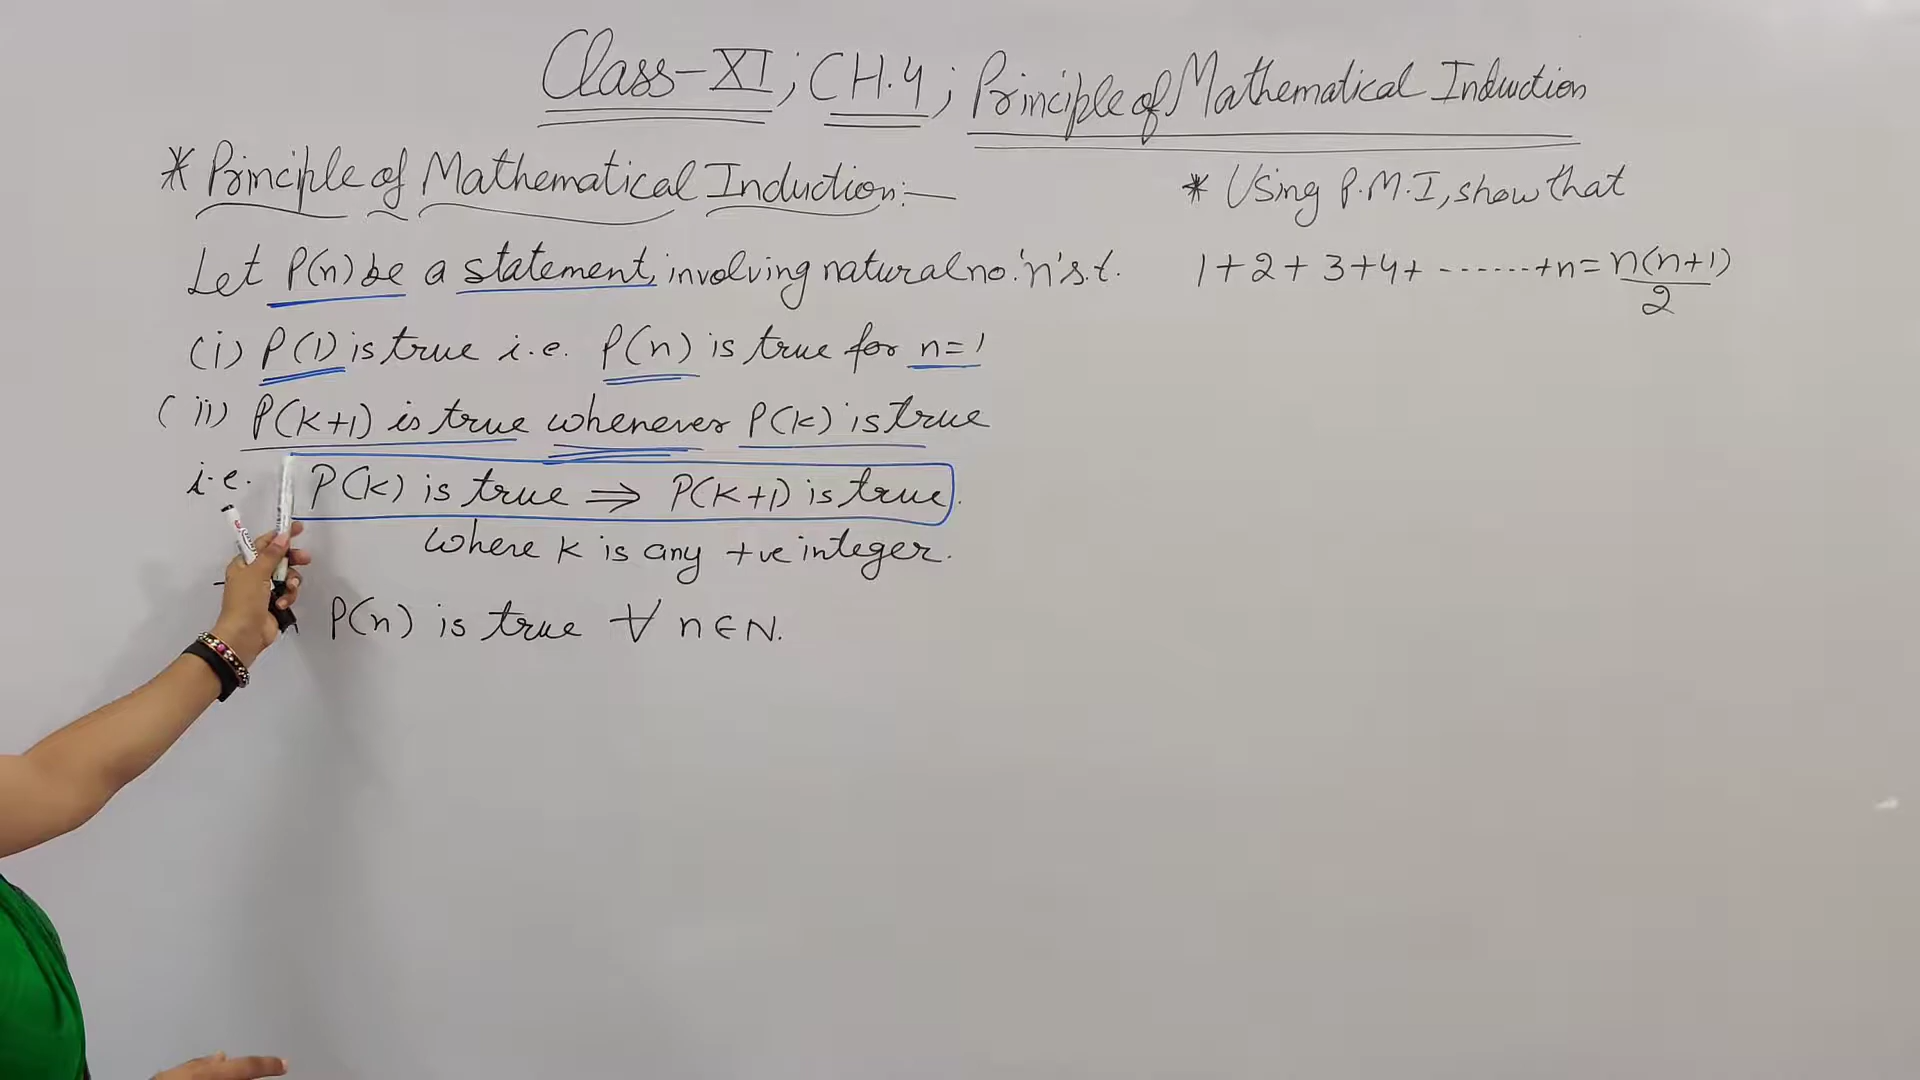 Class-XI; CH.4; Principle of Mathematical Induction
* Principle of Mathematical Induction:—
Let P(n) be a statement, involving natural no. 'n' s.t.
(i) P(1) is true i.e. P(n) is true for n=1
(ii) P(K+1) is true whenever P(K) is true
i.e. P(K) is true ⇒ P(K+1) is true.
where K is any +ve integer.
P(n) is true ∀ n∈N.
* Using P.M.I, show that
1+2+3+4+ ------+n = n(n+1)/2